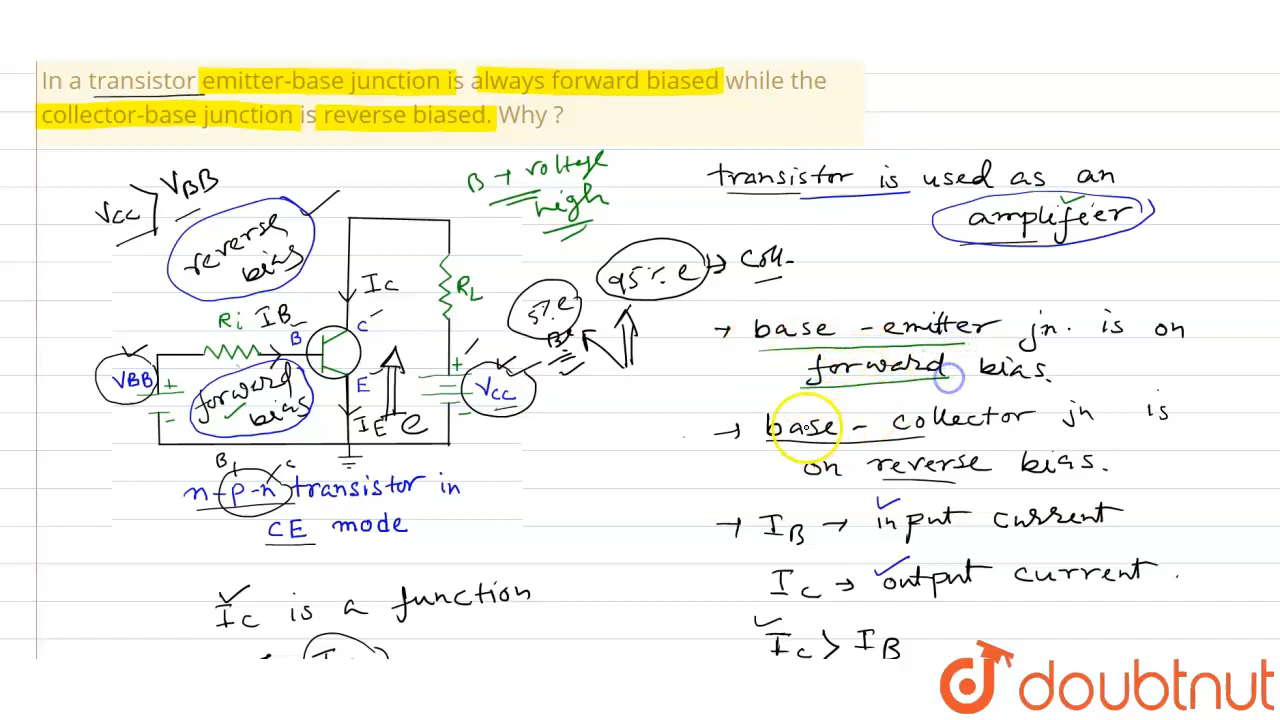 In a transistor emitter-base junction is always forward biased while the
collector-base junction is reverse biased. Why ?
VCC > VBB
reverse
bias
B → voltage
high
IC
Ri
IB
B
C
E
RL
VBB
+
-
forward
bias
IE
e
+
-
VCC
5% e
B
95% e → Coll-
B
C
n-p-n transistor in
CE mode
IC is a function
transistor is used as an
amplifier
→ base - emitter jn. is on
forward bias.
→ base - collector jn is
on reverse bias.
→ IB → input current
IC → output current.
IC > IB
doubtnut